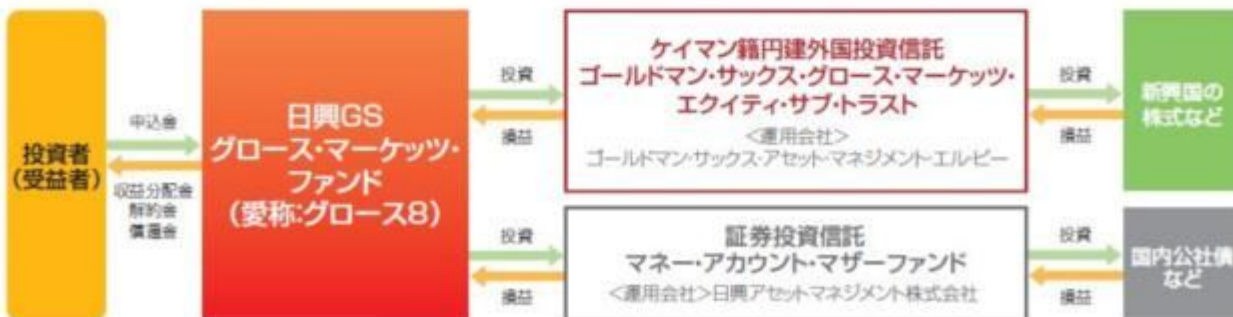 投資者
(受益者)
申込金
収益分配金
解約金
償還金
日興GS
グロース・マーケッツ・
ファンド
(愛称:グロース8)
投資
損益
ケイマン籍円建外国投資信託
ゴールドマン・サックス・グロース・マーケッツ・
エクイティ・サブ・トラスト
<運用会社>
ゴールドマン・サックス・アセット・マネジメント・エル・ピー
投資
損益
新興国の
株式など
投資
損益
証券投資信託
マネー・アカウント・マザーファンド
<運用会社>日興アセットマネジメント株式会社
投資
損益
国内公社債
など